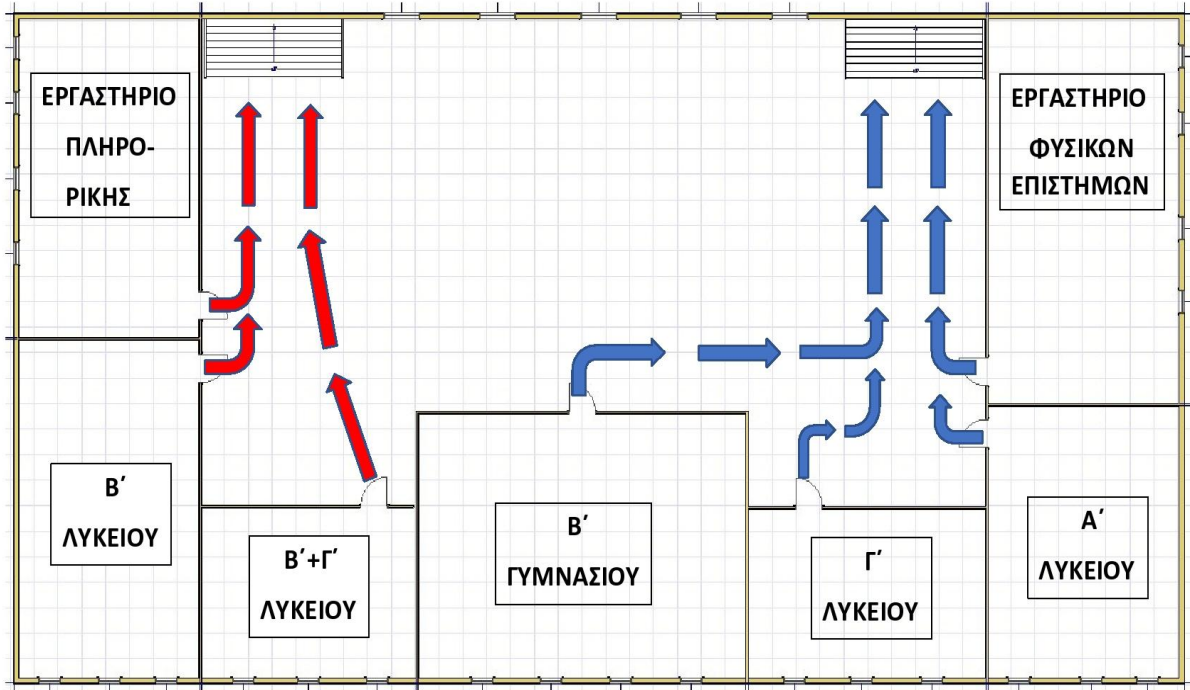 ΕΡΓΑΣΤΗΡΙΟ
ΠΛΗΡΟ-
ΡΙΚΗΣ
ΕΡΓΑΣΤΗΡΙΟ
ΦΥΣΙΚΩΝ
ΕΠΙΣΤΗΜΩΝ
Β΄
ΛΥΚΕΙΟΥ
Β΄+Γ΄
ΛΥΚΕΙΟΥ
Β΄
ΓΥΜΝΑΣΙΟΥ
Γ΄
ΛΥΚΕΙΟΥ
Α΄
ΛΥΚΕΙΟΥ